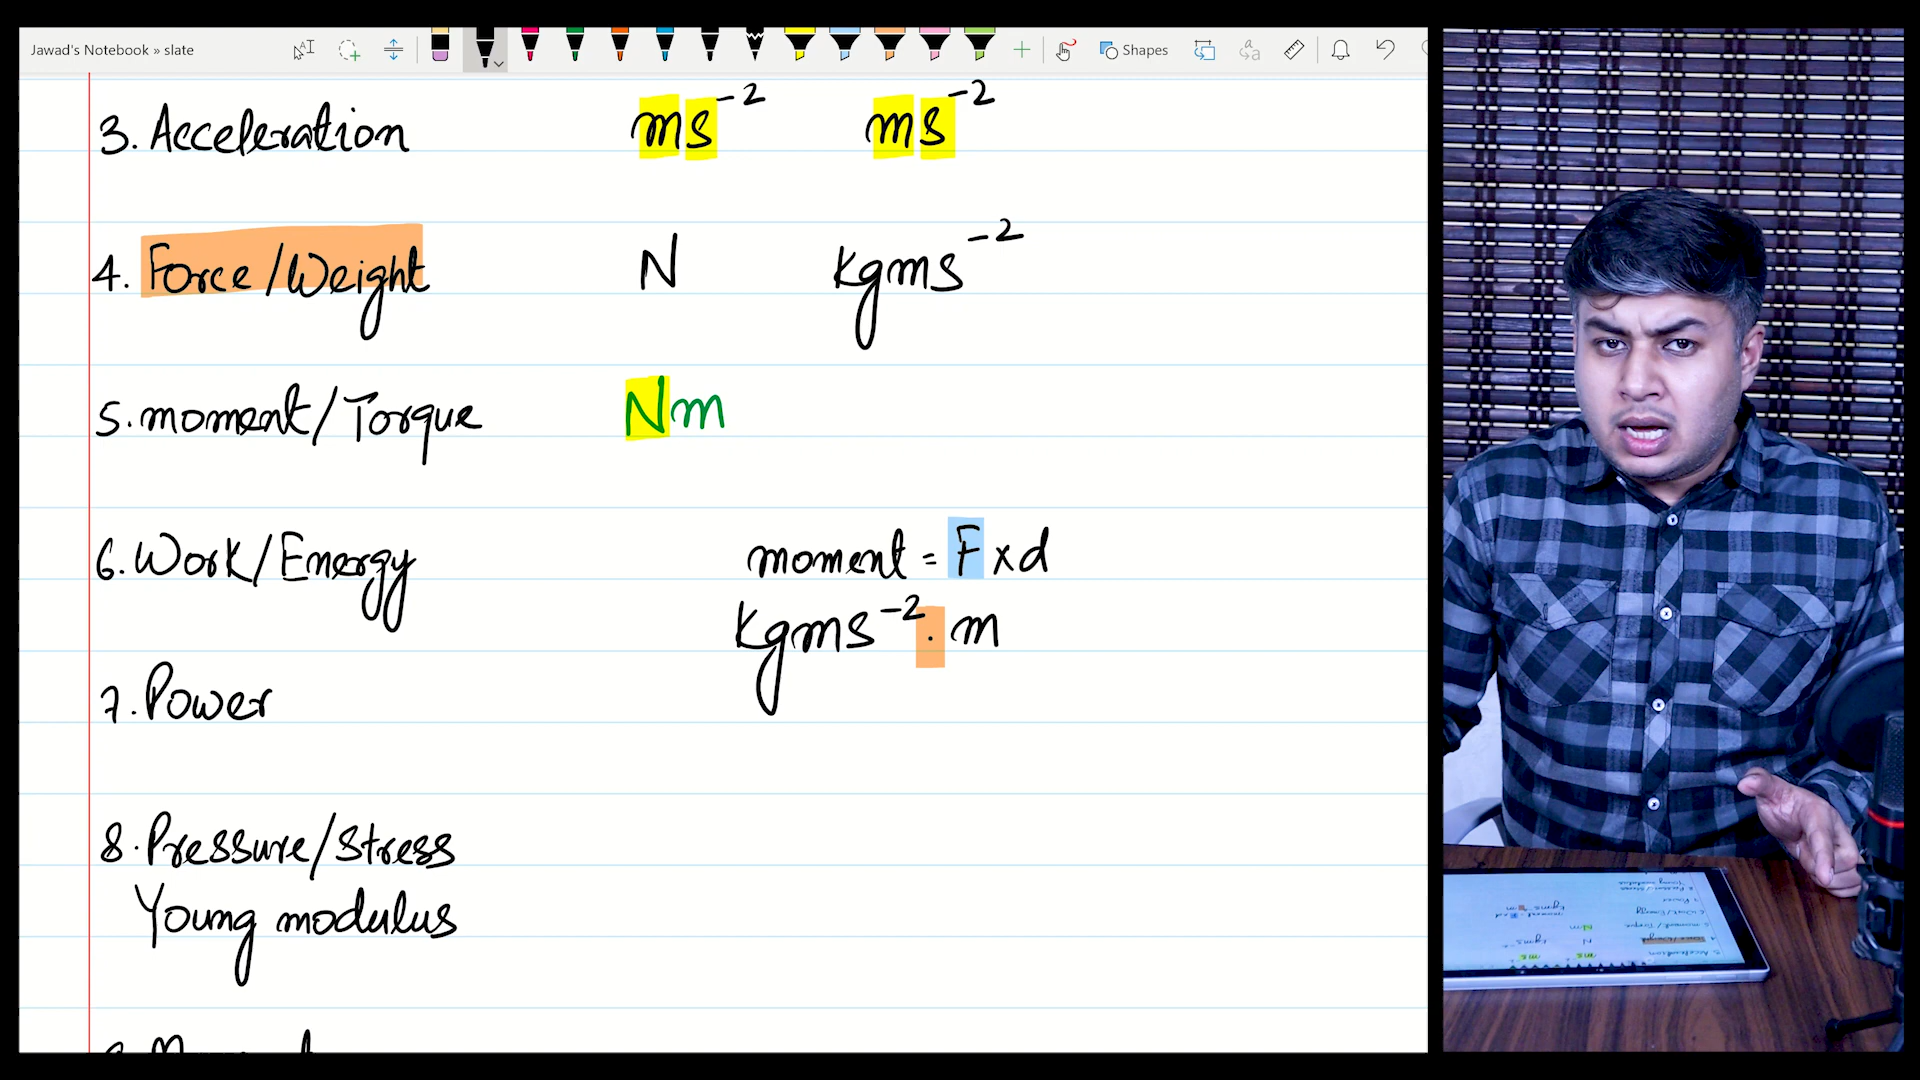 Jawad's Notebook » slate
Shapes
3. Acceleration ms⁻² ms⁻²
4. Force/Weight N kgms⁻²
5. moment/Torque Nm
6. Work/Energy moment = F x d
kgms⁻² · m
7. Power
8. Pressure/Stress
Young modulus